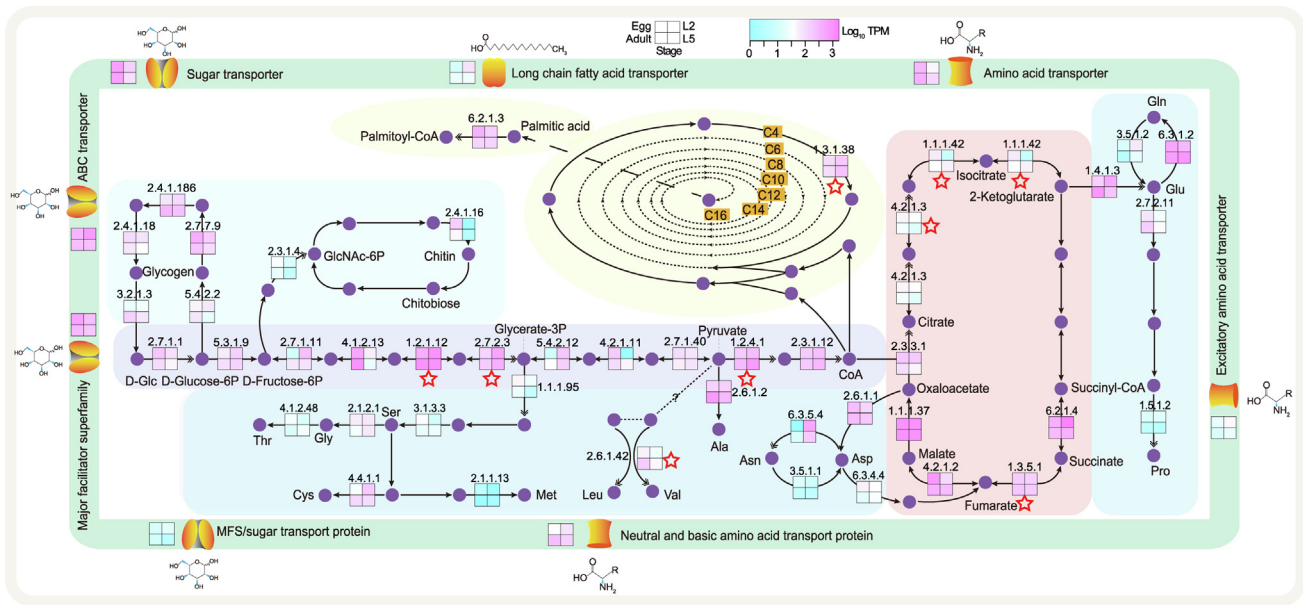 Egg L2
Adult L5
Stage
Log10 TPM
0 1 2 3
OH
OH
HO
OH
OH
O
HO
CH3
O
HO
R
NH2
Sugar transporter
Long chain fatty acid transporter
Amino acid transporter
ABC transporter
Major facilitator superfamily
Excitatory amino acid transporter
6.2.1.3
Palmitoyl-CoA
Palmitic acid
C4
C6
C8
C10
C12
C14
C16
1.3.1.38
1.1.1.42
1.1.1.42
Isocitrate
2-Ketoglutarate
1.4.1.3
Gln
3.5.1.2
6.3.1.2
Glu
2.7.2.11
2.4.1.186
2.4.1.18
2.7.7.9
Glycogen
3.2.1.3
5.4.2.2
2.3.1.4
GlcNAc-6P
2.4.1.16
Chitin
Chitobiose
4.2.1.3
4.2.1.3
Citrate
2.3.3.1
Glycerate-3P
Pyruvate
2.7.1.1
5.3.1.9
2.7.1.11
4.1.2.13
1.2.1.12
2.7.2.3
5.4.2.12
4.2.1.11
2.7.1.40
1.2.4.1
2.3.1.12
D-Glc D-Glucose-6P D-Fructose-6P
CoA
Oxaloacetate
Succinyl-CoA
1.1.1.95
2.6.1.2
?
2.6.1.1
1.1.1.37
6.2.1.4
1.5.1.2
4.1.2.48
2.1.2.1
Ser
3.1.3.3
Thr
Gly
Ala
6.3.5.4
Asn
Asp
Malate
Succinate
Pro
2.6.1.42
4.4.1.1
2.1.1.13
3.5.1.1
6.3.4.4
4.2.1.2
1.3.5.1
Cys
Met
Leu
Val
Fumarate
MFS/sugar transport protein
Neutral and basic amino acid transport protein
O
HO
R
NH2